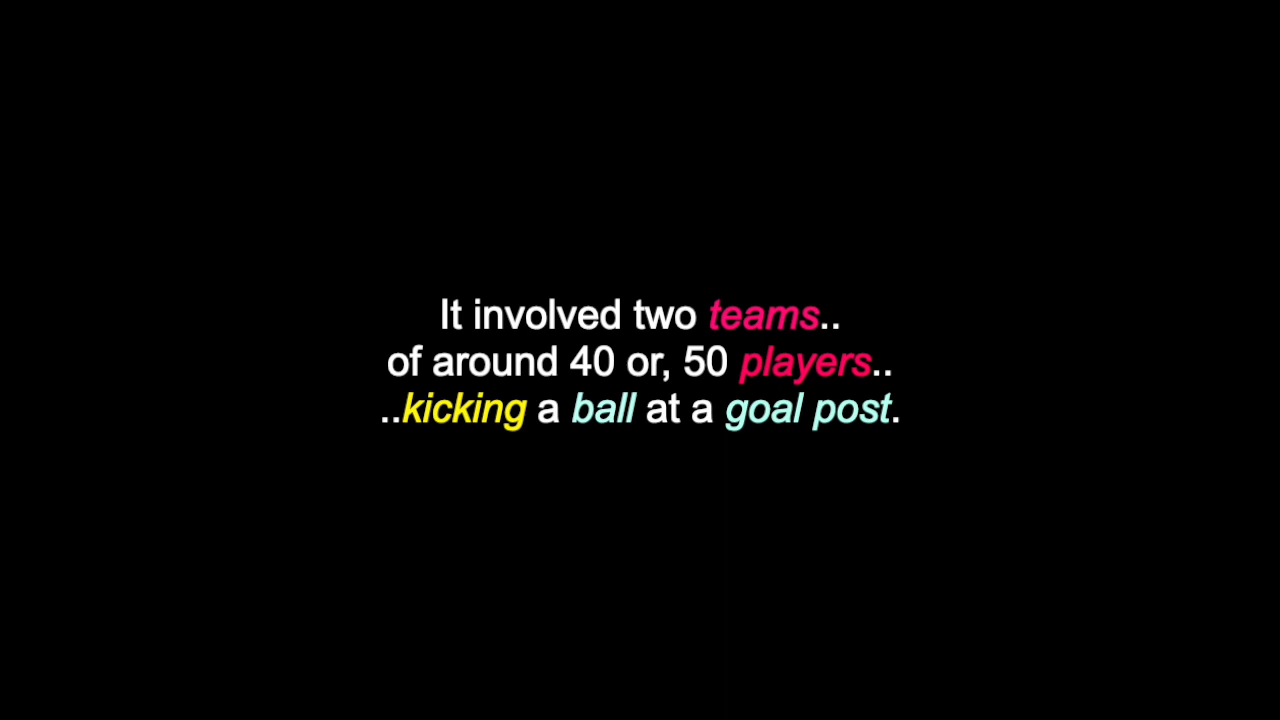 It involved two teams..
of around 40 or, 50 players..
..kicking a ball at a goal post.